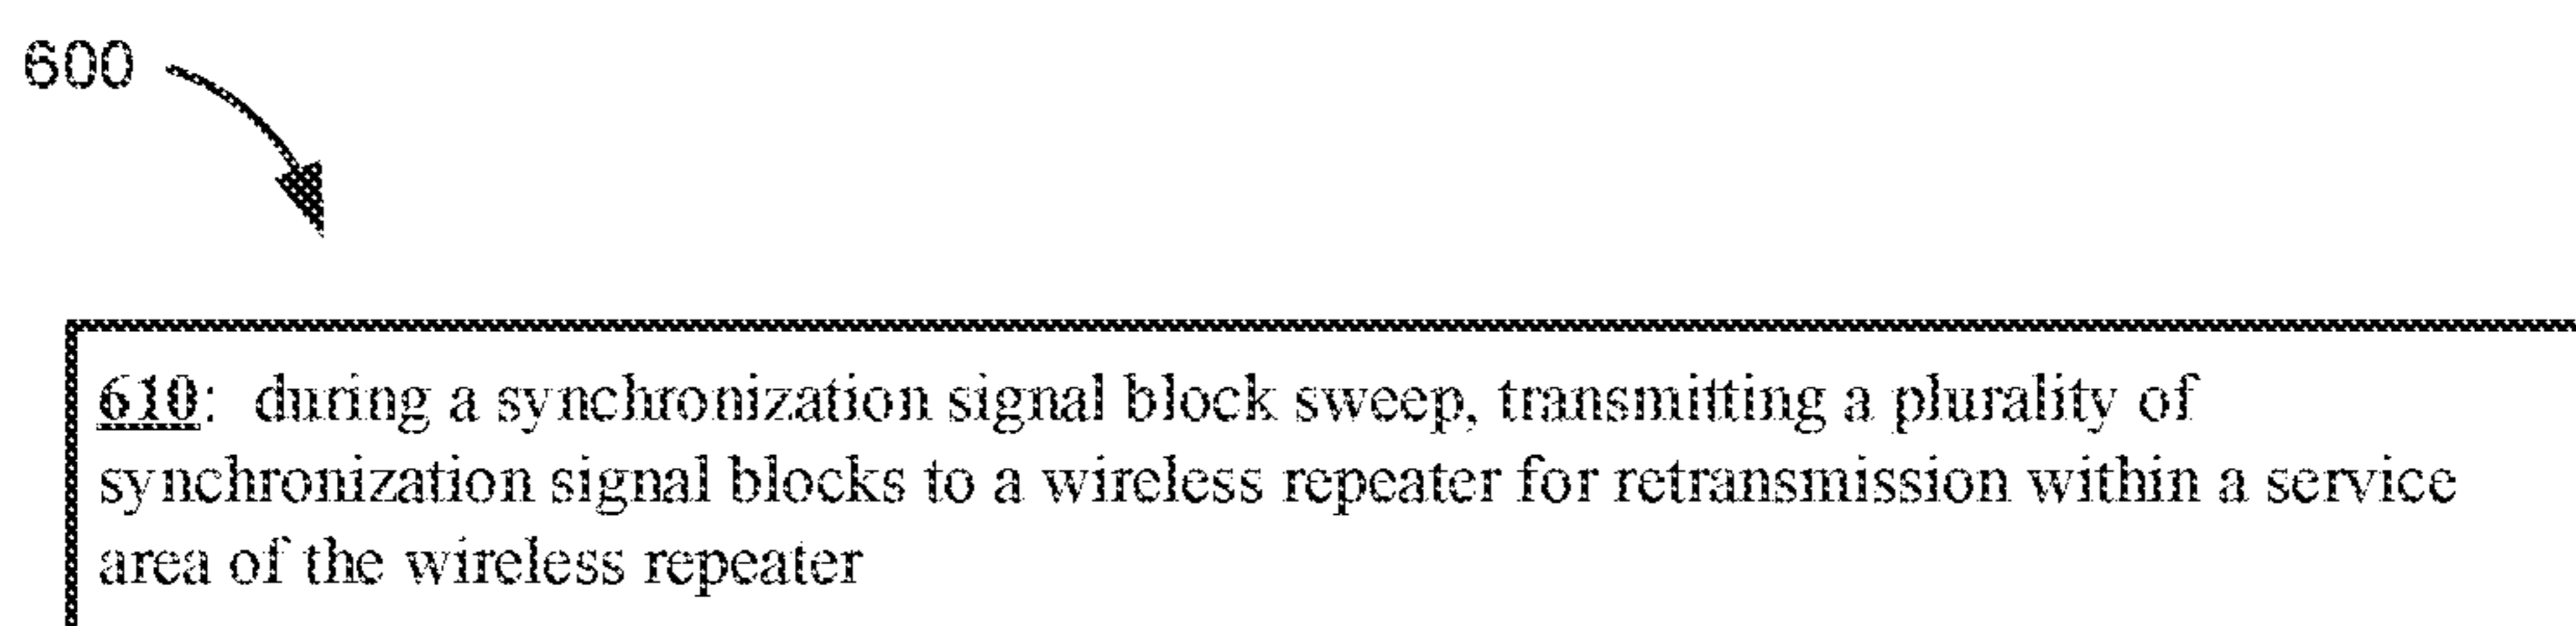 600
610: during a synchronization signal block sweep, transmitting a plurality of
synchronization signal blocks to a wireless repeater for retransmission within a service
area of the wireless repeater